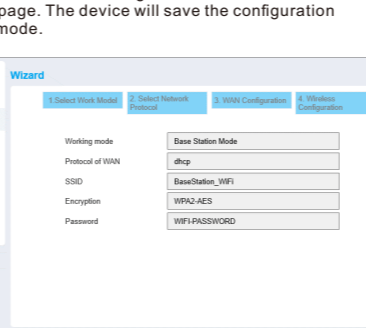 page. The device will save the configuration
mode.
Wizard
1.Select Work Model
2. Select Network
Protocol
3. WAN Configuration
4. Wireless
Configuration
Working mode
Base Station Mode
Protocol of WAN
dhcp
SSID
BaseStation_WiFi
Encryption
WPA2-AES
Password
WIFI-PASSWORD